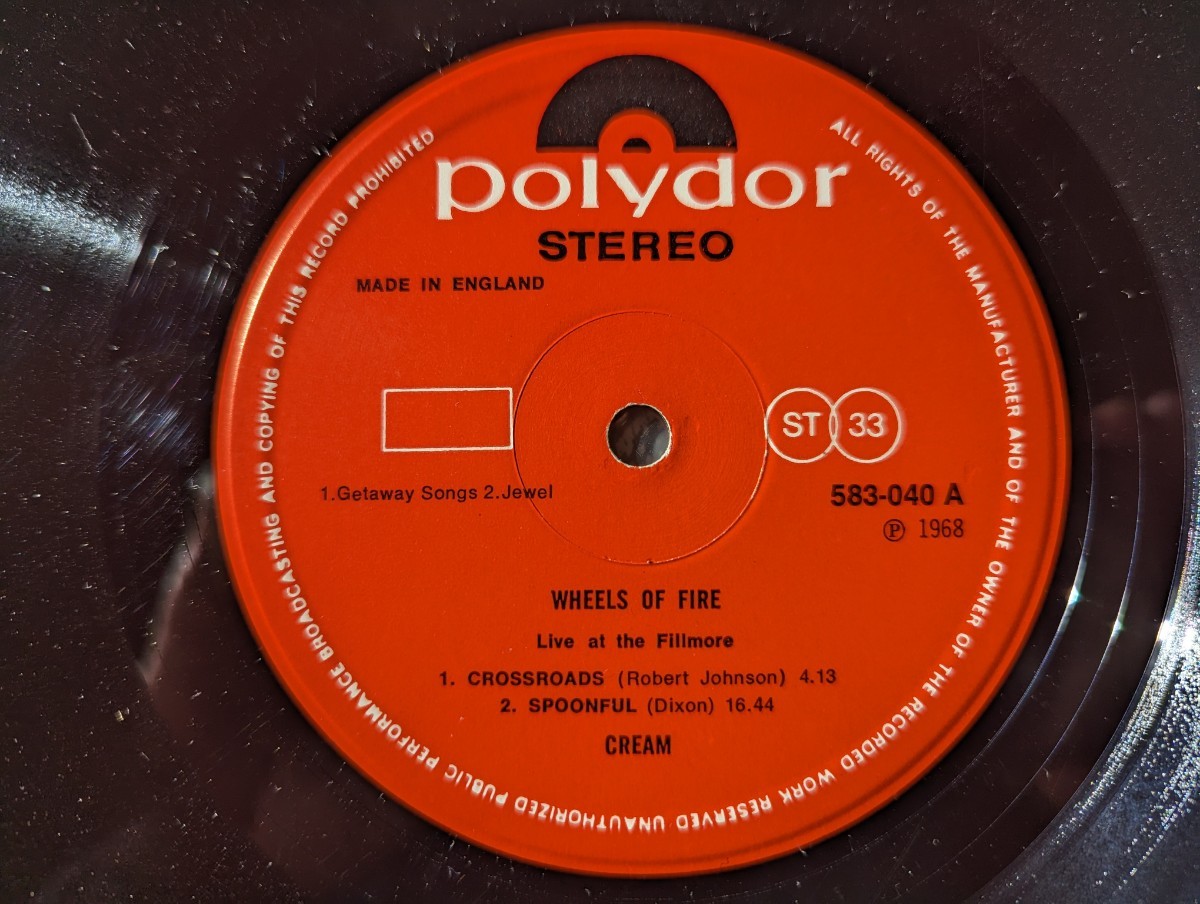 polydor
STEREO
MADE IN ENGLAND
ST 33
1.Getaway Songs 2.Jewel
583-040 A
Ⓟ 1968
WHEELS OF FIRE
Live at the Fillmore
1. CROSSROADS (Robert Johnson) 4.13
2. SPOONFUL (Dixon) 16.44
CREAM
ALL RIGHTS OF THE MANUFACTURER AND OF THE OWNER OF THE RECORDED WORK RESERVED UNAUTHORIZED PUBLIC PERFORMANCE BROADCASTING AND COPYING OF THIS RECORD PROHIBITED